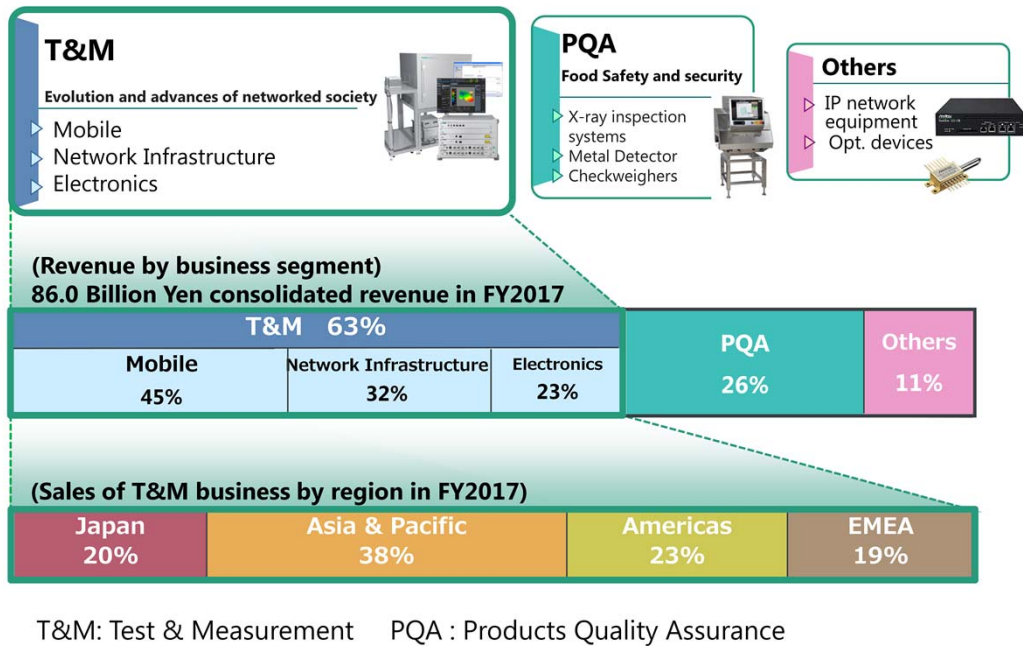 T&M
Evolution and advances of networked society
Mobile
Network Infrastructure
Electronics
PQA
Food Safety and security
X-ray inspection
systems
Metal Detector
Checkweighers
Others
IP network
equipment
Opt. devices
(Revenue by business segment)
86.0 Billion Yen consolidated revenue in FY2017
T&M 63%
Mobile
45%
Network Infrastructure
32%
Electronics
23%
PQA
26%
Others
11%
(Sales of T&M business by region in FY2017)
Japan
20%
Asia & Pacific
38%
Americas
23%
EMEA
19%
T&M: Test & Measurement PQA : Products Quality Assurance